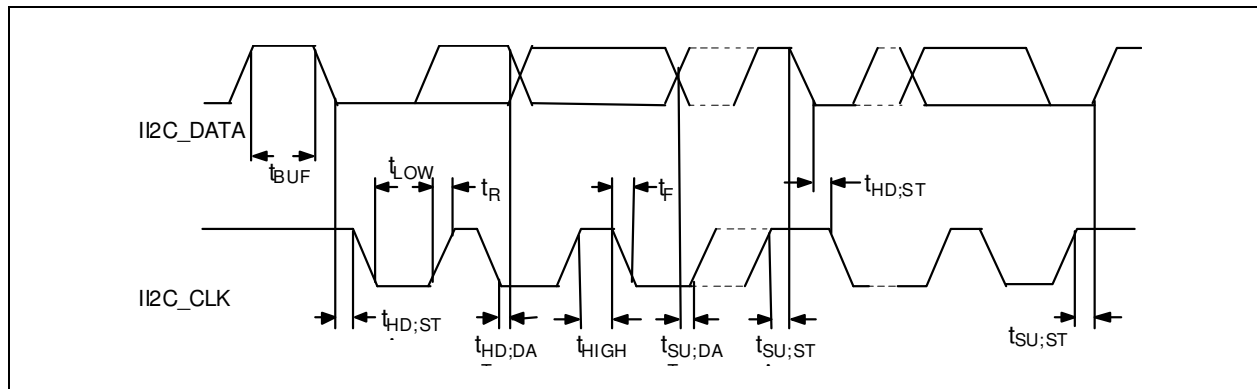 II2C_DATA
tBUF
tLOW
tR
tF
tHD;ST
II2C_CLK
tHD;ST
tHD;DA
T
tHIGH
tSU;DA
T
tSU;ST
tSU;ST